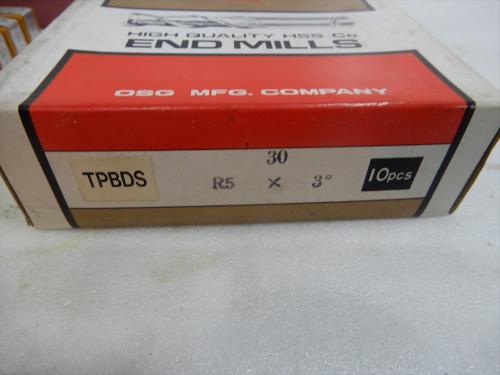 HIGH QUALITY HSS Co
END MILLS
OSG MFG. COMPANY
30
TPBDS R5 × 3° 10pcs